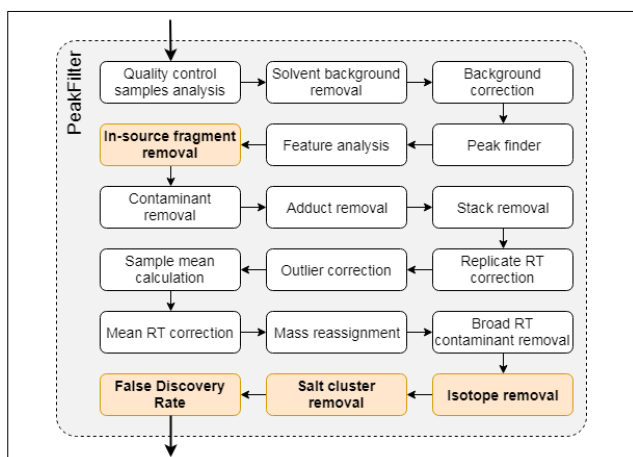 PeakFilter
Quality control
samples analysis
Solvent background
removal
Background
correction
In-source fragment
removal
Feature analysis
Peak finder
Contaminant
removal
Adduct removal
Stack removal
Sample mean
calculation
Outlier correction
Replicate RT
correction
Mean RT correction
Mass reassignment
Broad RT
contaminant removal
False Discovery
Rate
Salt cluster
removal
Isotope removal